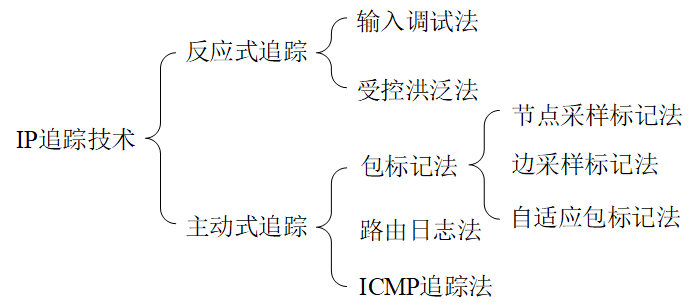 IP追踪技术
反应式追踪
输入调试法
受控洪泛法
主动式追踪
包标记法
节点采样标记法
边采样标记法
自适应包标记法
路由日志法
ICMP追踪法